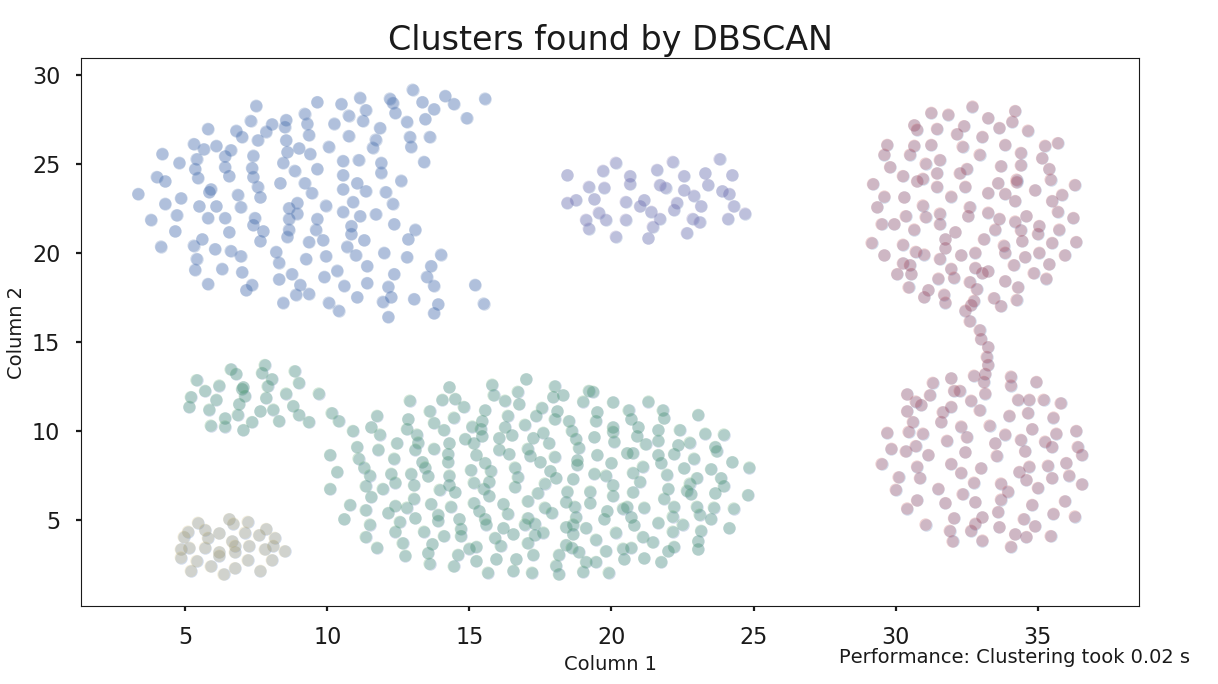 Clusters found by DBSCAN
30
25
20
15
10
5
Column 2
5 10 15 20 25 30 35
Column 1
Performance: Clustering took 0.02 s